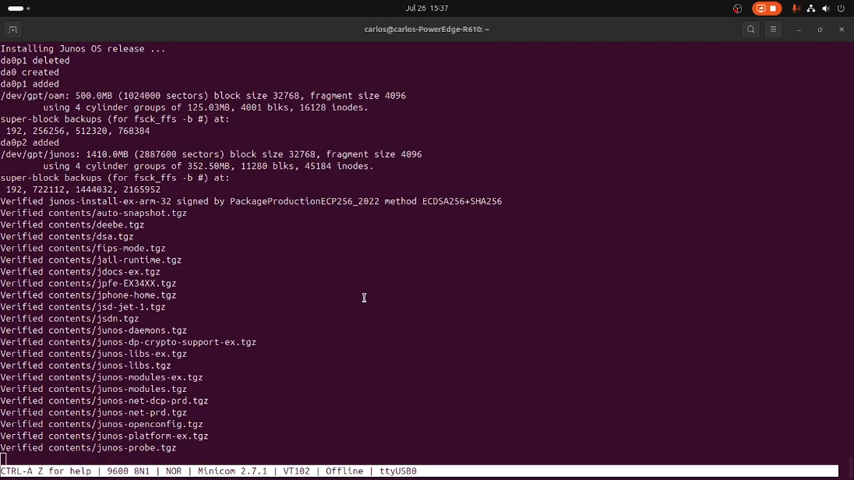 Jul 26 15:37
carlos@carlos-PowerEdge-R610: ~
Installing Junos OS release ...
da0p1 deleted
da0 created
da0p1 added
/dev/gpt/oam: 500.0MB (1024000 sectors) block size 32768, fragment size 4096
using 4 cylinder groups of 125.03MB, 4001 blks, 16128 inodes.
super-block backups (for fsck_ffs -b #) at:
192, 256256, 512320, 768384
da0p2 added
/dev/gpt/junos: 1410.0MB (2887600 sectors) block size 32768, fragment size 4096
using 4 cylinder groups of 352.50MB, 11280 blks, 45184 inodes.
super-block backups (for fsck_ffs -b #) at:
192, 722112, 1444032, 2165952
Verified junos-install-ex-arm-32 signed by PackageProductionECP256_2022 method ECDSA256+SHA256
Verified contents/auto-snapshot.tgz
Verified contents/deebe.tgz
Verified contents/dsa.tgz
Verified contents/fips-mode.tgz
Verified contents/jail-runtime.tgz
Verified contents/jdocs-ex.tgz
Verified contents/jpfe-EX34XX.tgz
Verified contents/jphone-home.tgz
Verified contents/jsd-jet-1.tgz
Verified contents/jsdn.tgz
Verified contents/junos-daemons.tgz
Verified contents/junos-dp-crypto-support-ex.tgz
Verified contents/junos-libs-ex.tgz
Verified contents/junos-libs.tgz
Verified contents/junos-modules-ex.tgz
Verified contents/junos-modules.tgz
Verified contents/junos-net-dcp-prd.tgz
Verified contents/junos-net-prd.tgz
Verified contents/junos-openconfig.tgz
Verified contents/junos-platform-ex.tgz
Verified contents/junos-probe.tgz
CTRL-A Z for help | 9600 8N1 | NOR | Minicom 2.7.1 | VT102 | Offline | ttyUSB0